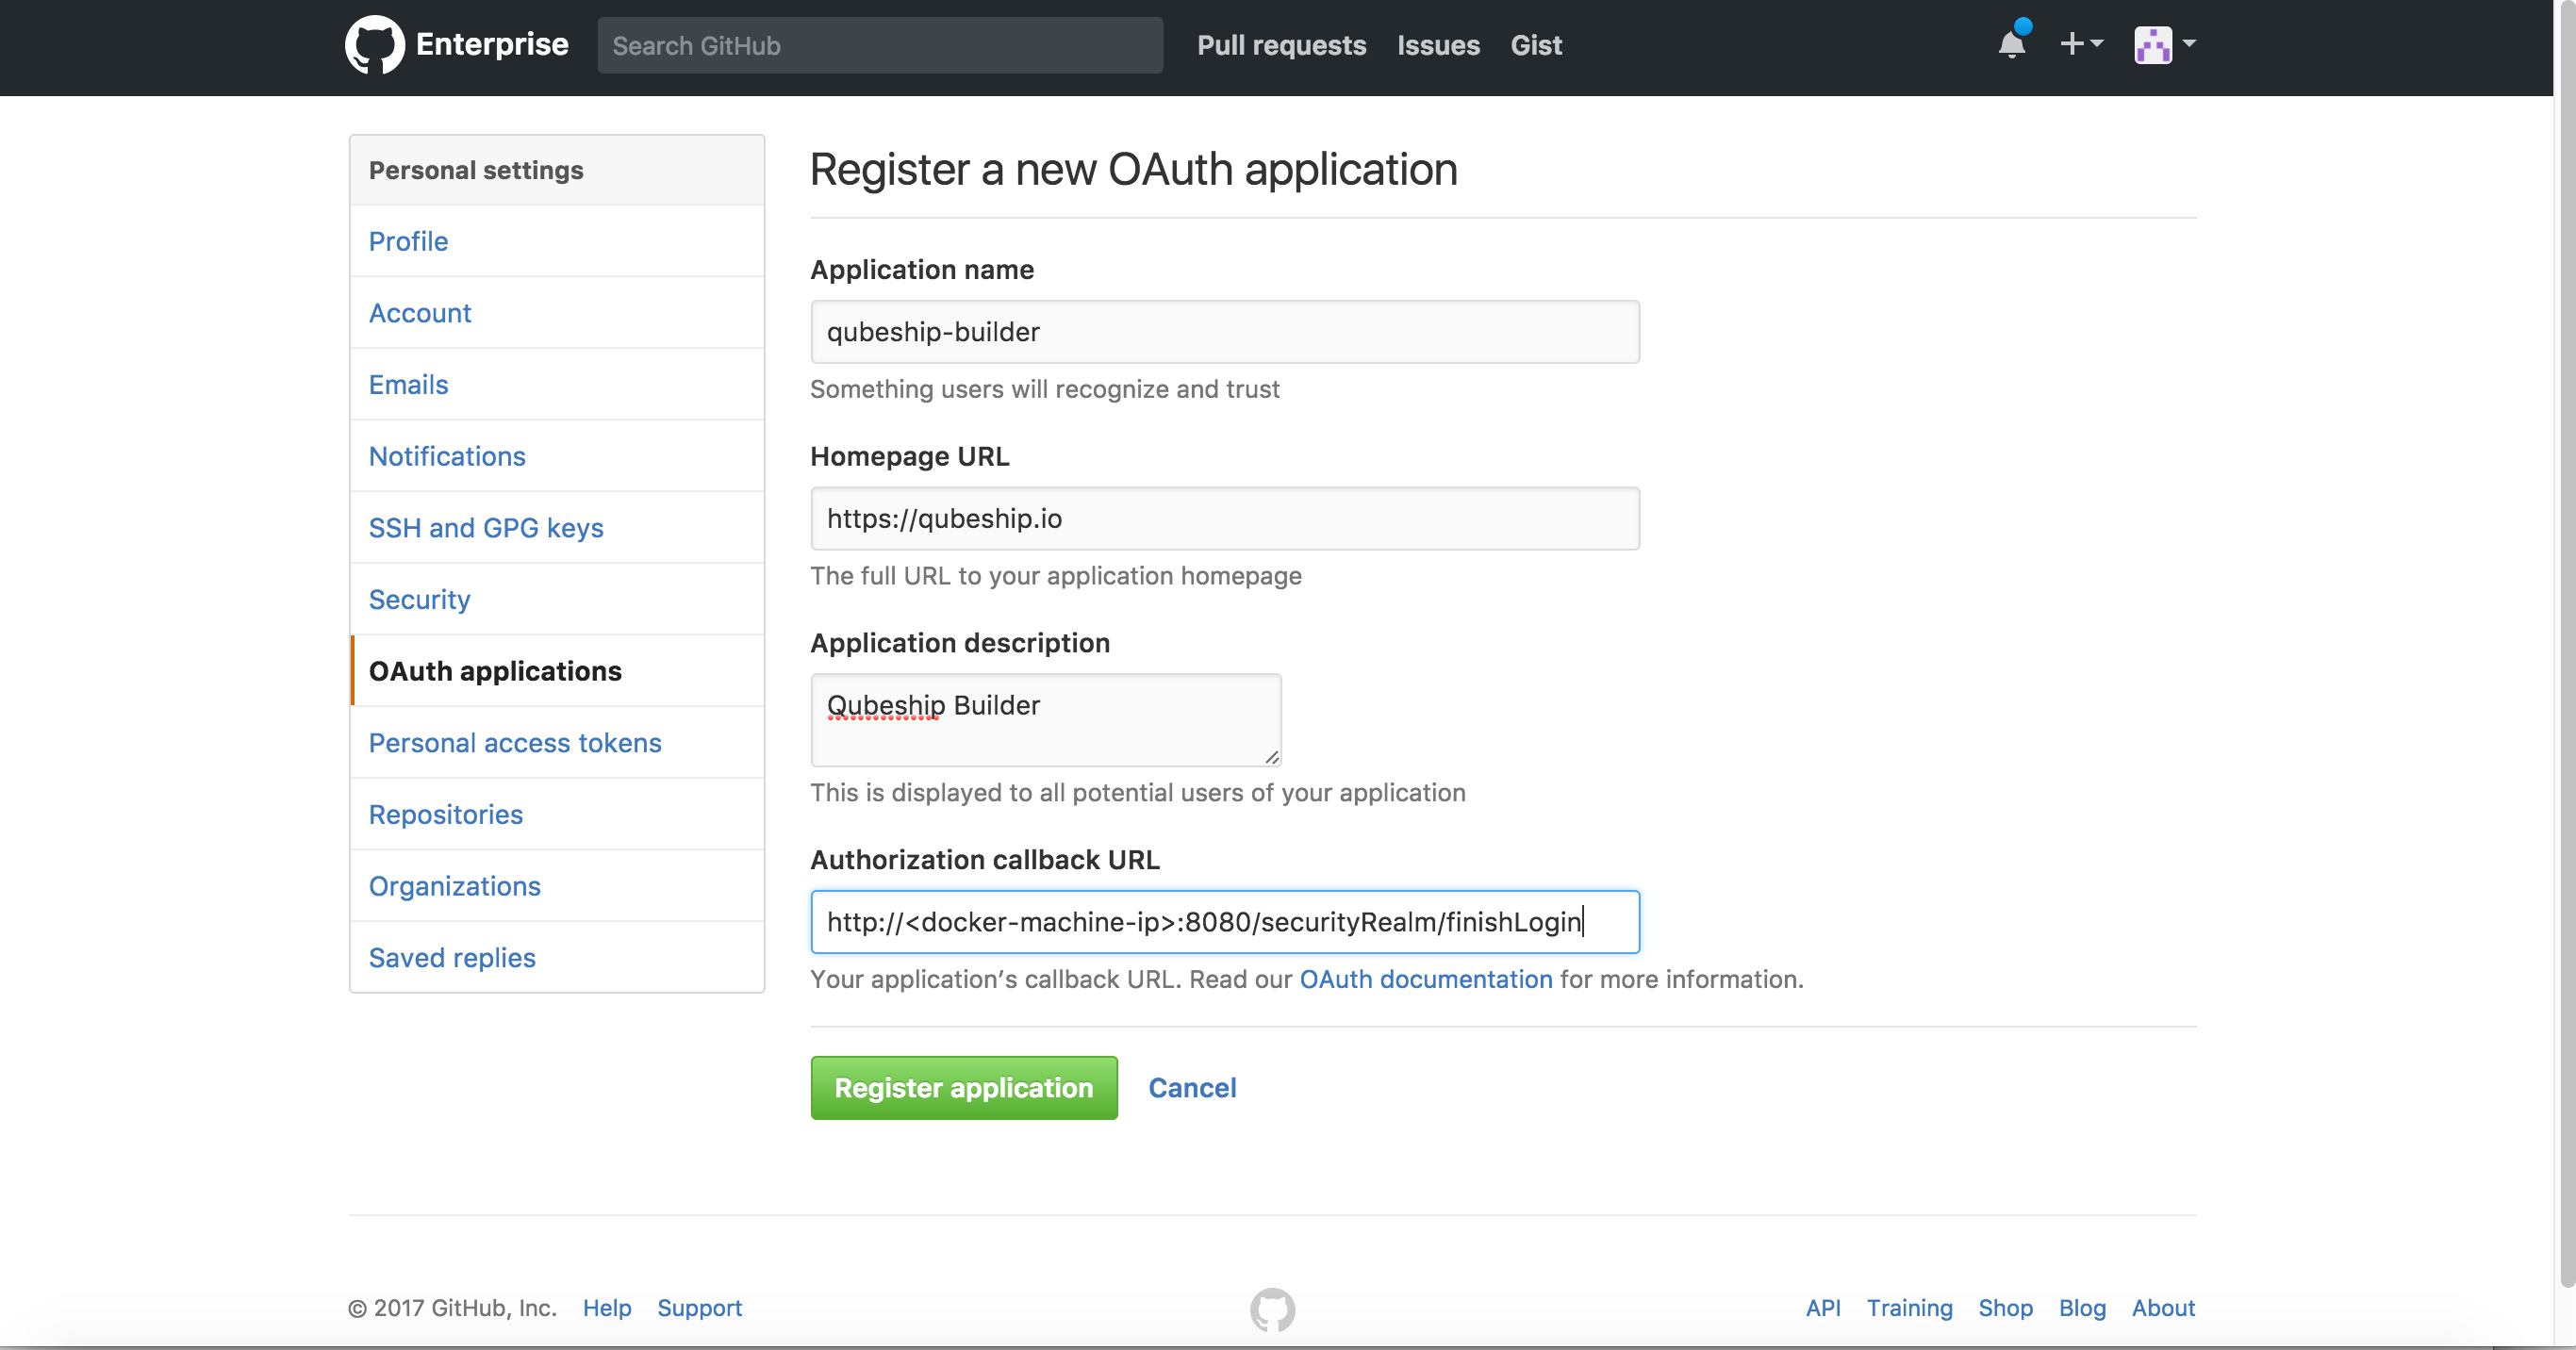 Enterprise
Search GitHub
Pull requests Issues Gist
Personal settings
Profile
Account
Emails
Notifications
SSH and GPG keys
Security
OAuth applications
Personal access tokens
Repositories
Organizations
Saved replies
Register a new OAuth application
Application name
qubeship-builder
Something users will recognize and trust
Homepage URL
https://qubeship.io
The full URL to your application homepage
Application description
Qubeship Builder
This is displayed to all potential users of your application
Authorization callback URL
http://<docker-machine-ip>:8080/securityRealm/finishLogin
Your application’s callback URL. Read our OAuth documentation for more information.
Register application Cancel
© 2017 GitHub, Inc. Help Support
API Training Shop Blog About